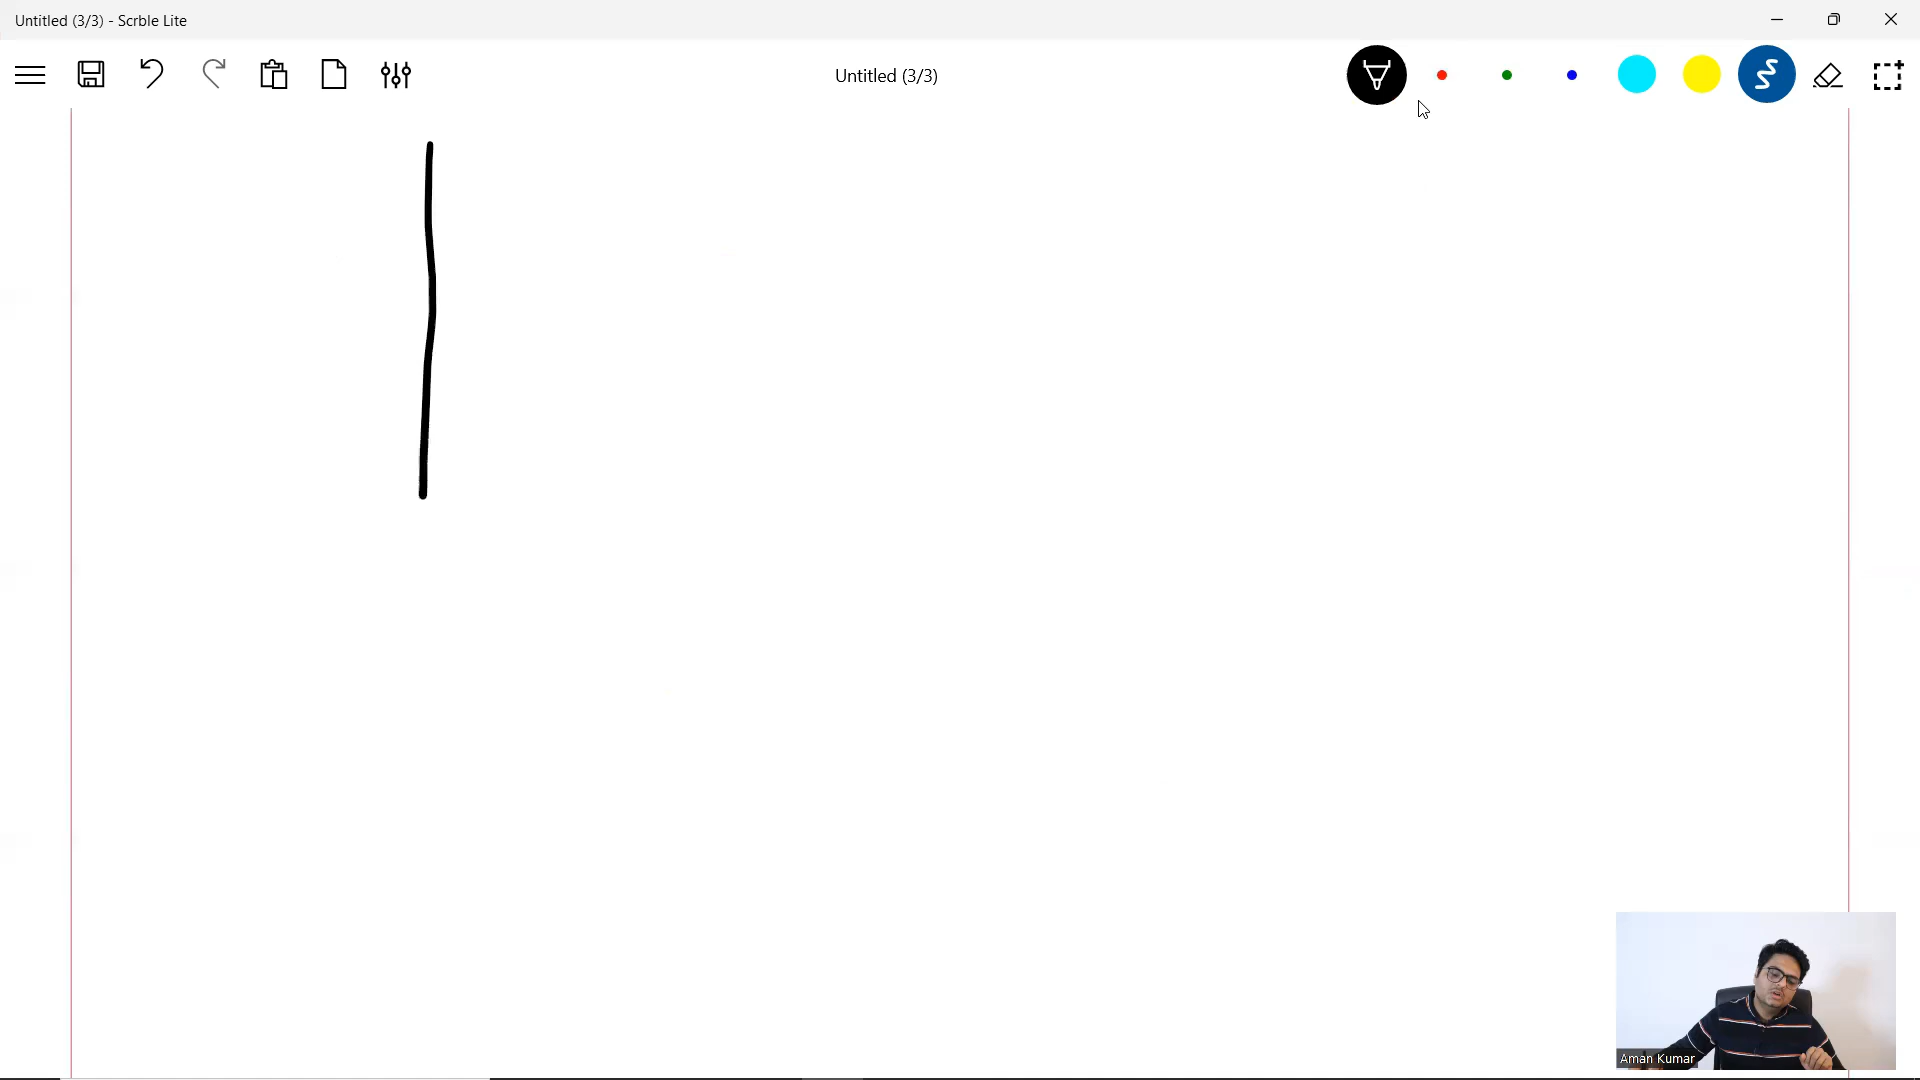 Untitled (3/3) - Scrble Lite
Untitled (3/3)
Aman Kumar